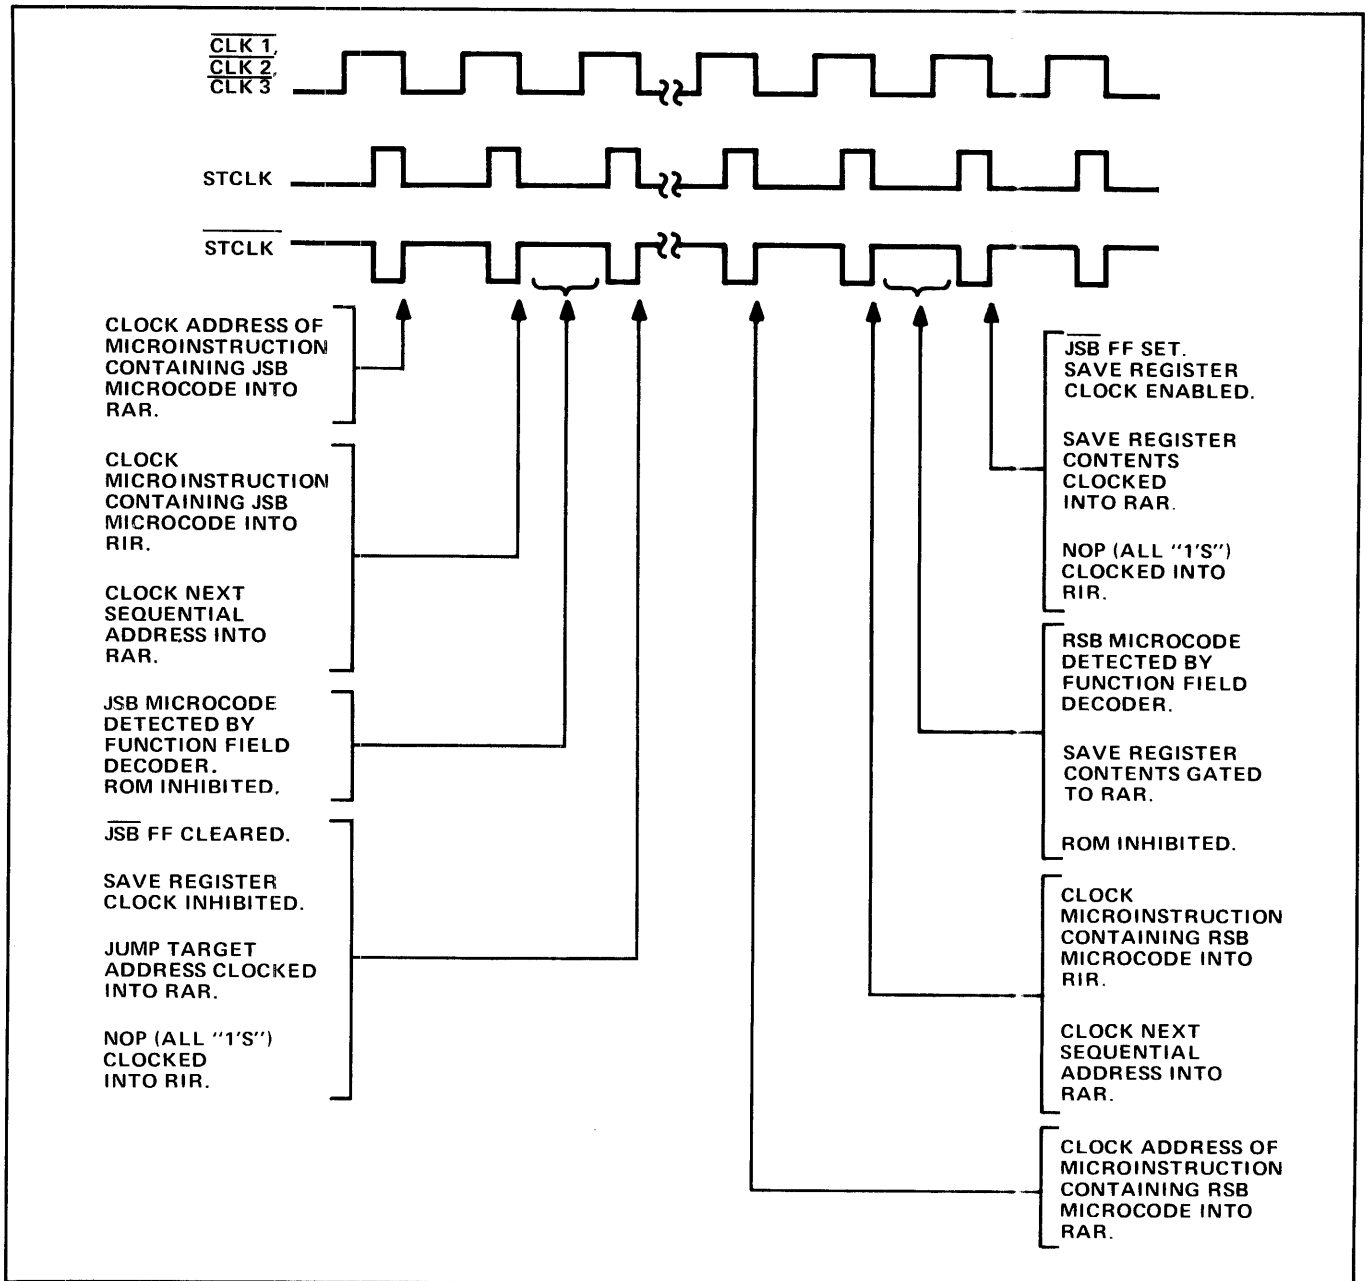 CLK 1,
CLK 2,
CLK 3
STCLK
STCLK
CLOCK ADDRESS OF
MICROINSTRUCTION
CONTAINING JSB
MICROCODE INTO
RAR.
CLOCK
MICROINSTRUCTION
CONTAINING JSB
MICROCODE INTO
RIR.
CLOCK NEXT
SEQUENTIAL
ADDRESS INTO
RAR.
JSB MICROCODE
DETECTED BY
FUNCTION FIELD
DECODER.
ROM INHIBITED.
JSB FF CLEARED.
SAVE REGISTER
CLOCK INHIBITED.
JUMP TARGET
ADDRESS CLOCKED
INTO RAR.
NOP (ALL "1'S")
CLOCKED
INTO RIR.
JSB FF SET.
SAVE REGISTER
CLOCK ENABLED.
SAVE REGISTER
CONTENTS
CLOCKED
INTO RAR.
NOP (ALL "1'S")
CLOCKED INTO
RIR.
RSB MICROCODE
DETECTED BY
FUNCTION FIELD
DECODER.
SAVE REGISTER
CONTENTS GATED
TO RAR.
ROM INHIBITED.
CLOCK
MICROINSTRUCTION
CONTAINING RSB
MICROCODE INTO
RIR.
CLOCK NEXT
SEQUENTIAL
ADDRESS INTO
RAR.
CLOCK ADDRESS OF
MICROINSTRUCTION
CONTAINING RSB
MICROCODE INTO
RAR.